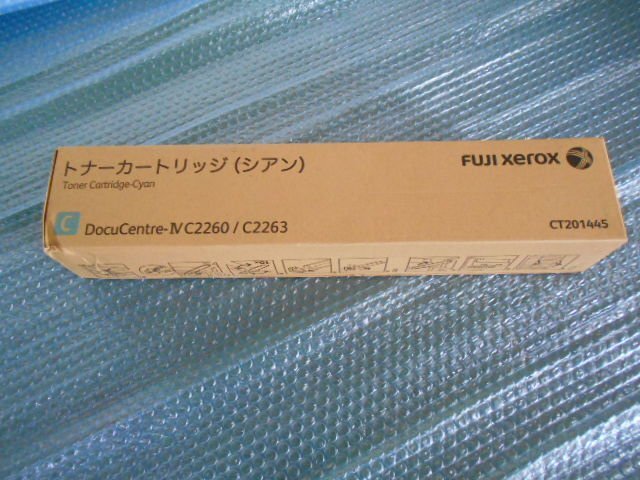 トナーカートリッジ（シアン）
Toner Cartridge-Cyan
FUJI xerox
C DocuCentre-Ⅳ C2260 / C2263
CT201445